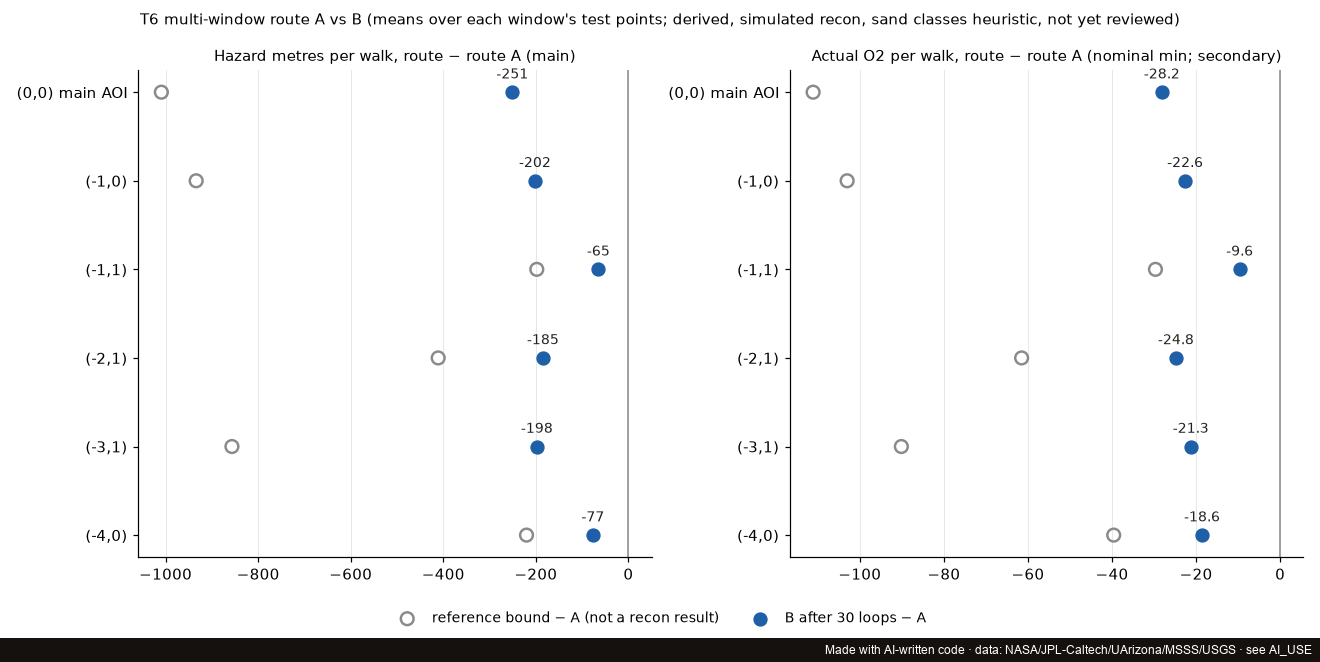 T6 multi-window route A vs B (means over each window's test points; derived, simulated recon, sand classes heuristic, not yet reviewed)
Hazard metres per walk, route − route A (main)
(0,0) main AOI
(-1,0)
(-1,1)
(-2,1)
(-3,1)
(-4,0)
-251
-202
-65
-185
-198
-77
−1000 −800 −600 −400 −200 0
Actual O2 per walk, route − route A (nominal min; secondary)
(0,0) main AOI
(-1,0)
(-1,1)
(-2,1)
(-3,1)
(-4,0)
-28.2
-22.6
-9.6
-24.8
-21.3
-18.6
−100 −80 −60 −40 −20 0
reference bound − A (not a recon result)
B after 30 loops − A
Made with AI-written code · data: NASA/JPL-Caltech/UArizona/MSSS/USGS · see AI_USE